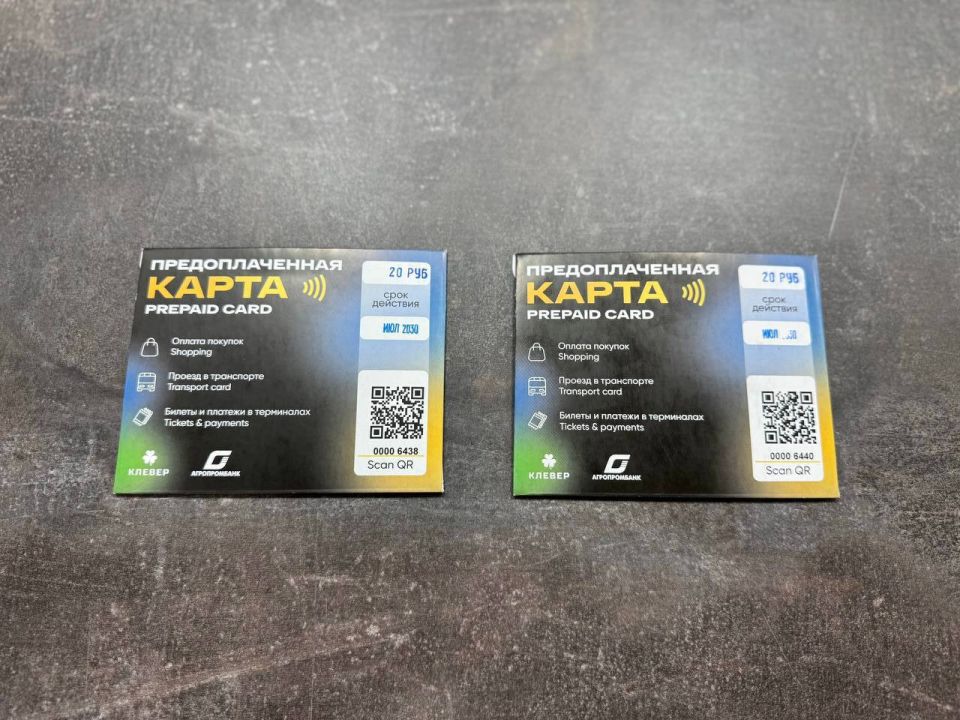 ПРЕДОПЛАЧЕННАЯ
КАРТА
PREPAID CARD
20 РУБ
срок
действия
ИЮЛ 2030
Оплата покупок
Shopping
Проезд в транспорте
Transport card
Билеты и платежи в терминалах
Tickets & payments
КЛЕВЕР
АГРОПРОМБАНК
0000 6438
Scan QR
ПРЕДОПЛАЧЕННАЯ
КАРТА
PREPAID CARD
20 РУБ
срок
действия
ИЮЛ
Оплата покупок
Shopping
Проезд в транспорте
Transport card
Билеты и платежи в терминалах
Tickets & payments
КЛЕВЕР
АГРОПРОМБАНК
0000 6440
Scan QR